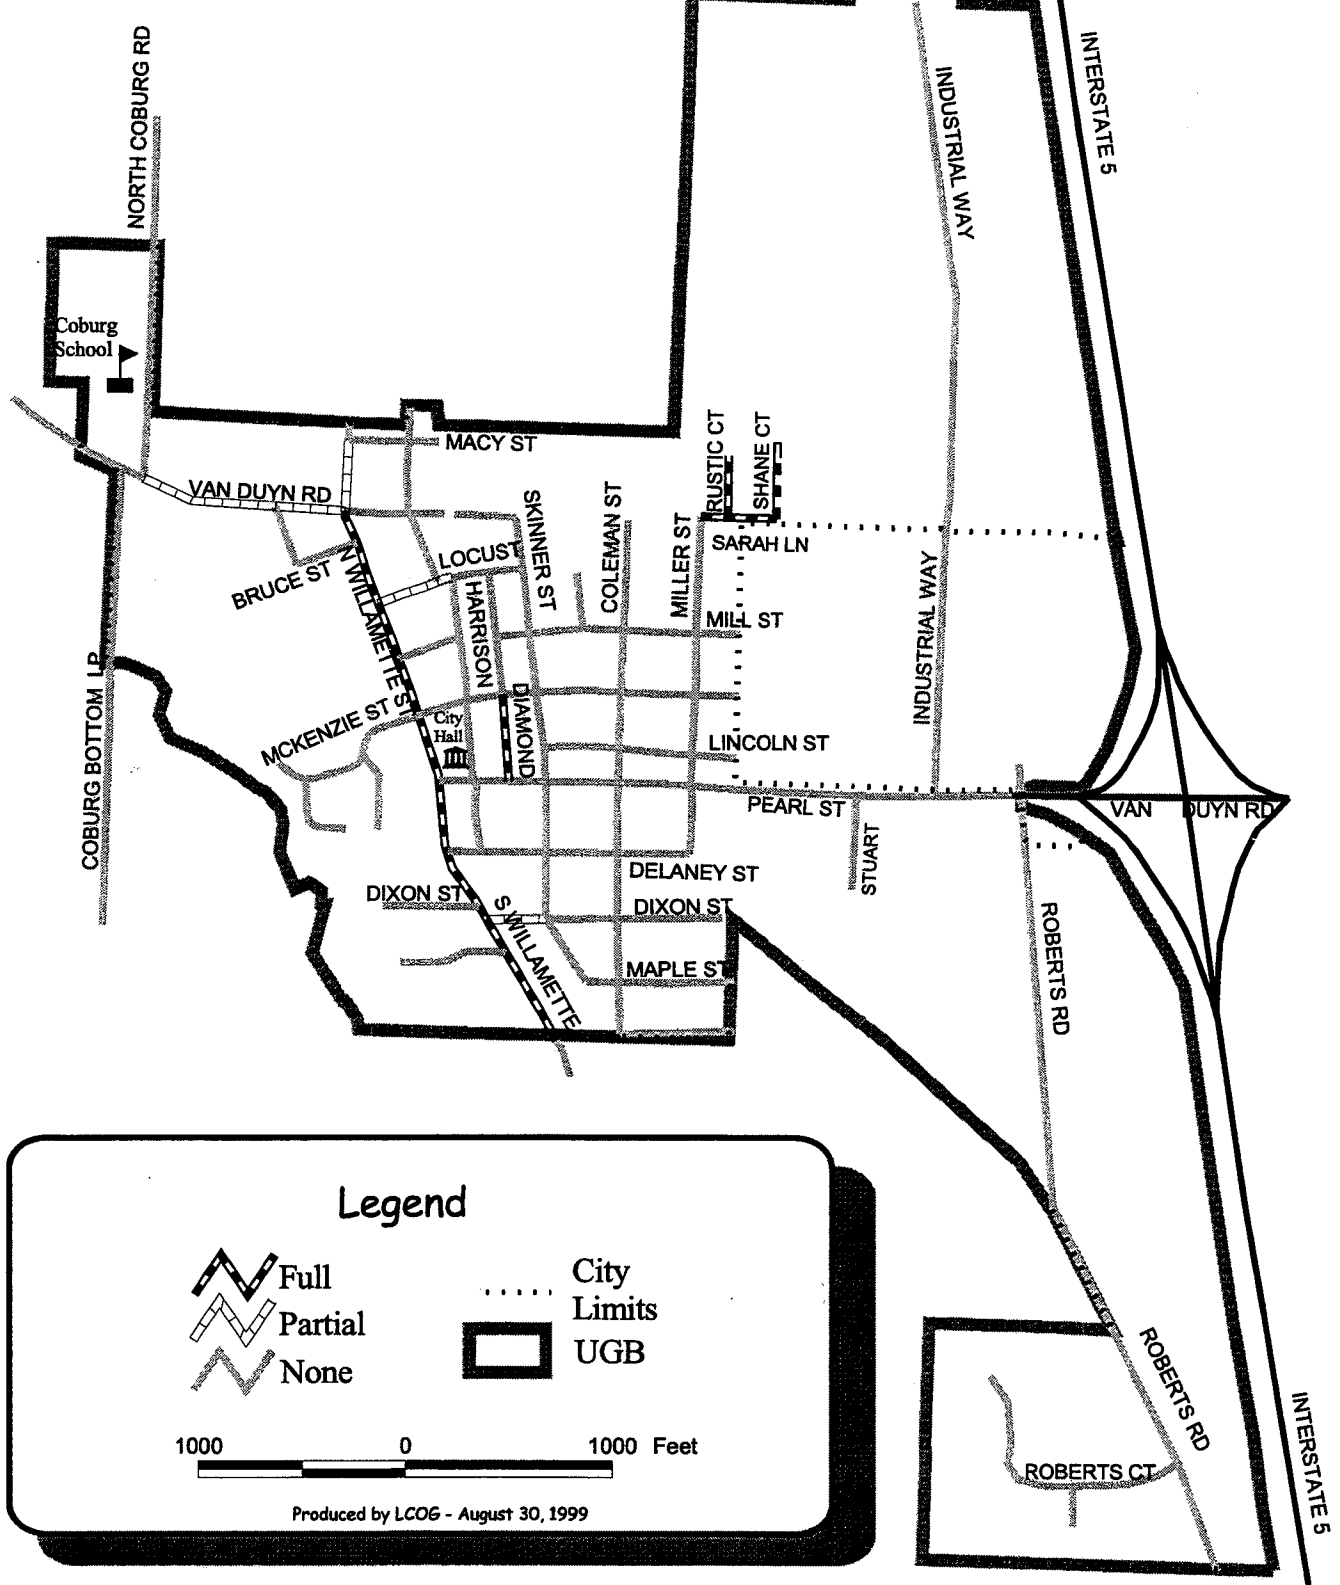 NORTH COBURG RD
INTERSTATE 5
INDUSTRIAL WAY
Coburg
School
MACY ST
RUSTIC CT
SHANE CT
VAN DUYN RD
SKINNER ST
COLEMAN ST
MILLER ST
SARAH LN
LOCUST
BRUCE ST
N WILLAMETTE ST
HARRISON
MILL ST
INDUSTRIAL WAY
COBURG BOTTOM LP
MCKENZIE ST
City
Hall
DIAMOND
LINCOLN ST
PEARL ST
VAN DUYN RD
STUART
DELANEY ST
DIXON ST
S WILLAMETTE
DIXON ST
ROBERTS RD
MAPLE ST
Legend
Full
Partial
None
City
Limits
UGB
1000 0 1000 Feet
Produced by LCOG - August 30, 1999
ROBERTS RD
ROBERTS CT
INTERSTATE 5